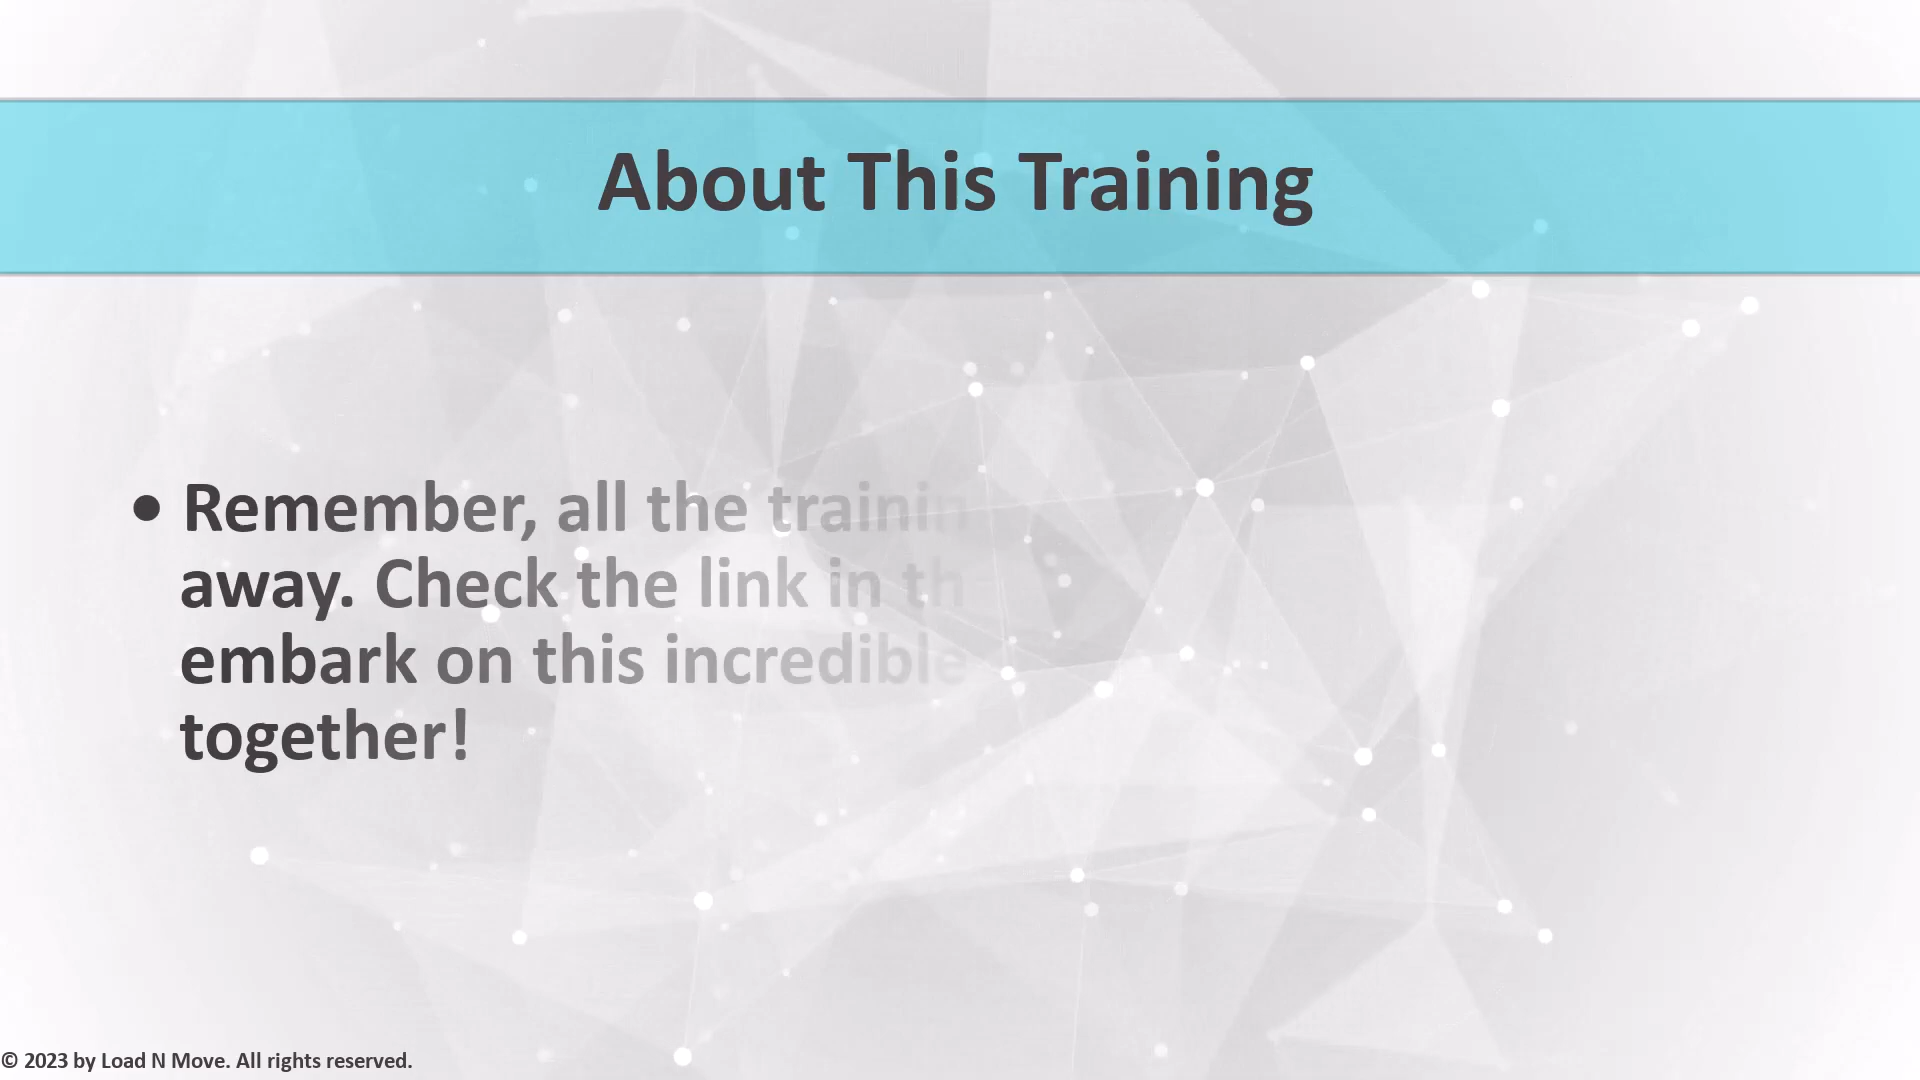 About This Training
• Remember, all the trainin
away. Check the link in th
embark on this incredible
together!
© 2023 by Load N Move. All rights reserved.